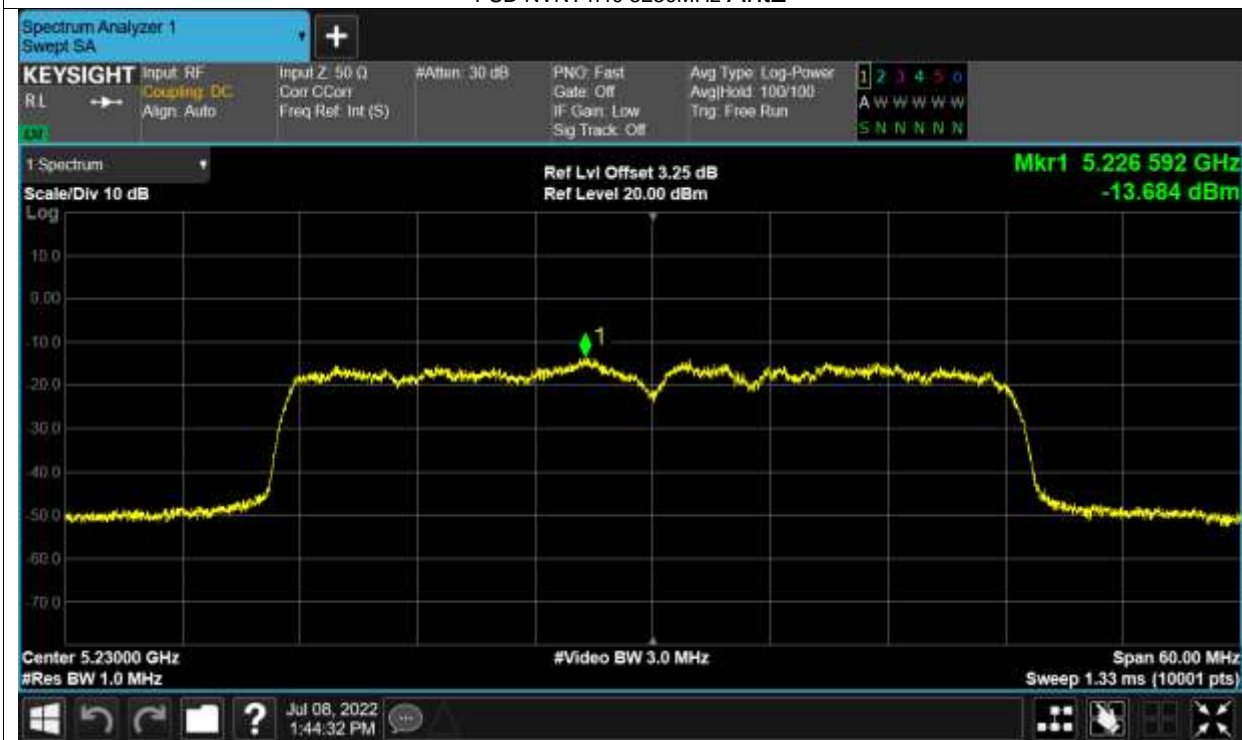 Spectrum Analyzer 1
Swept SA
+
KEYSIGHT
RL
Input: RF
Coupling: DC
Align: Auto
Input Z: 50 Ω
Corr CCorr
Freq Ref: Int (S)
#Atten: 30 dB
PNO: Fast
Gate: Off
IF Gain: Low
Sig Track: Off
Avg Type: Log-Power
Avg|Hold: 100/100
Trig: Free Run
1 2 3 4 5 6
A W W W W W
S N N N N N
1 Spectrum
Scale/Div 10 dB
Log
Ref Lvl Offset 3.25 dB
Ref Level 20.00 dBm
Mkr1 5.226 592 GHz
-13.684 dBm
10.0
0.00
-10.0
-20.0
-30.0
-40.0
-50.0
-60.0
-70.0
1
Center 5.23000 GHz
#Res BW 1.0 MHz
#Video BW 3.0 MHz
Span 60.00 MHz
Sweep 1.33 ms (10001 pts)
?
Jul 08, 2022
1:44:32 PM